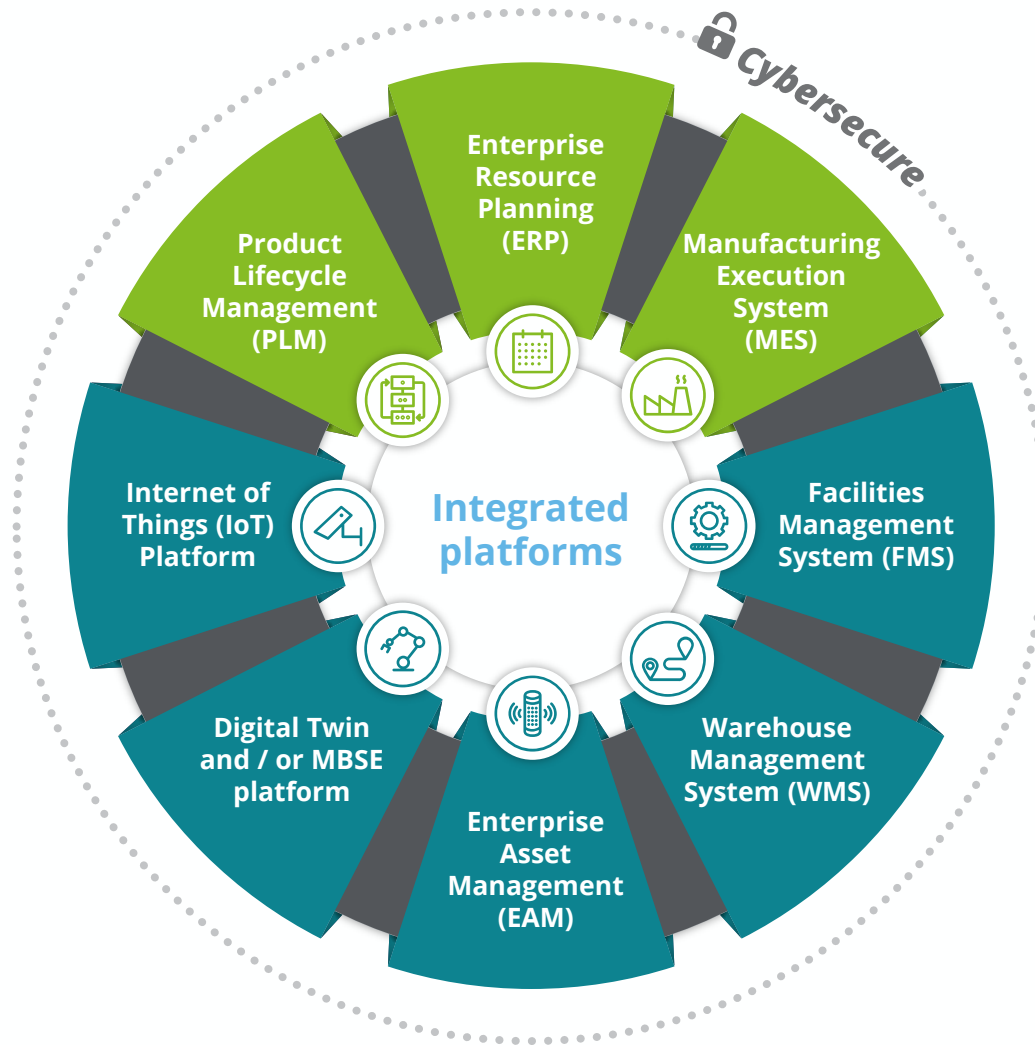 Cybersecure
Enterprise
Resource
Planning
(ERP)
Manufacturing
Execution
System
(MES)
Facilities
Management
System (FMS)
Warehouse
Management
System (WMS)
Enterprise
Asset
Management
(EAM)
Digital Twin
and / or MBSE
platform
Internet of
Things (IoT)
Platform
Product
Lifecycle
Management
(PLM)
Integrated
platforms